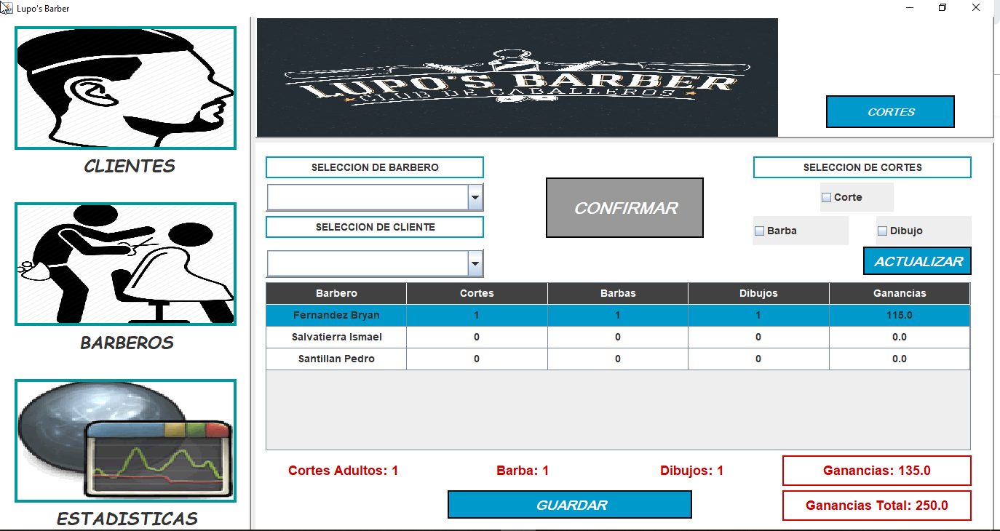 Lupo's Barber
CLIENTES
BARBEROS
ESTADISTICAS
LUPO'S BARBER
CLUB DE CABALLEROS
CORTES
SELECCION DE BARBERO
SELECCION DE CLIENTE
CONFIRMAR
SELECCION DE CORTES
Corte
Barba Dibujo
ACTUALIZAR
Barbero Cortes Barbas Dibujos Ganancias
Fernandez Bryan 1 1 1 115.0
Salvatierra Ismael 0 0 0 0.0
Santillan Pedro 0 0 0 0.0
Cortes Adultos: 1 Barba: 1 Dibujos: 1 Ganancias: 135.0
GUARDAR Ganancias Total: 250.0